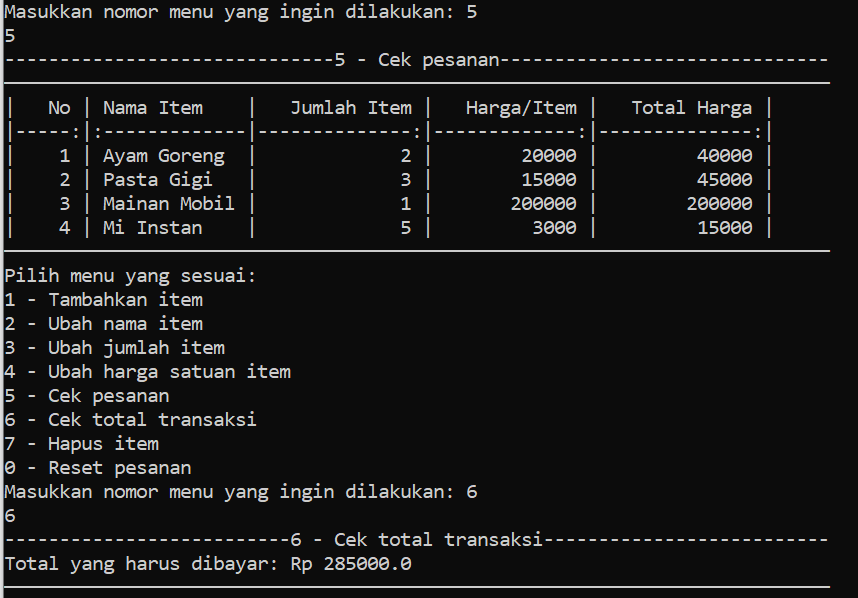 Masukkan nomor menu yang ingin dilakukan: 5
5
------------------------------5 - Cek pesanan------------------------------
|   No | Nama Item    |   Jumlah Item |   Harga/Item |   Total Harga |
|-----:|:-------------|--------------:|-------------:|--------------:|
|    1 | Ayam Goreng  |             2 |        20000 |         40000 |
|    2 | Pasta Gigi   |             3 |        15000 |         45000 |
|    3 | Mainan Mobil |             1 |       200000 |        200000 |
|    4 | Mi Instan    |             5 |         3000 |         15000 |
Pilih menu yang sesuai:
1 - Tambahkan item
2 - Ubah nama item
3 - Ubah jumlah item
4 - Ubah harga satuan item
5 - Cek pesanan
6 - Cek total transaksi
7 - Hapus item
0 - Reset pesanan
Masukkan nomor menu yang ingin dilakukan: 6
6
--------------------------6 - Cek total transaksi--------------------------
Total yang harus dibayar: Rp 285000.0